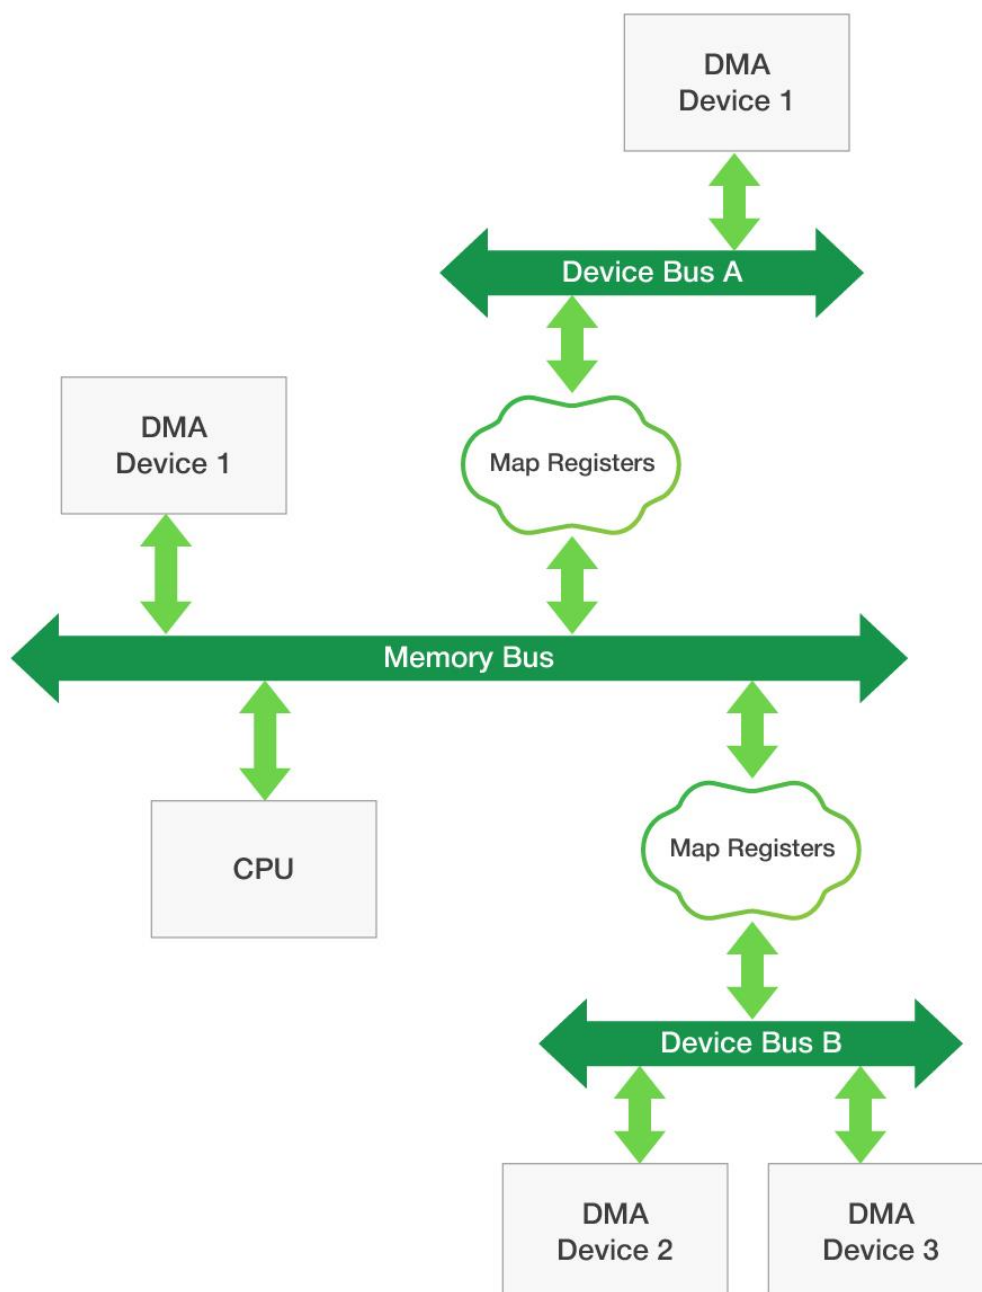 DMA
Device 1
Device Bus A
DMA
Device 1
Map Registers
Memory Bus
CPU
Map Registers
Device Bus B
DMA
Device 2
DMA
Device 3